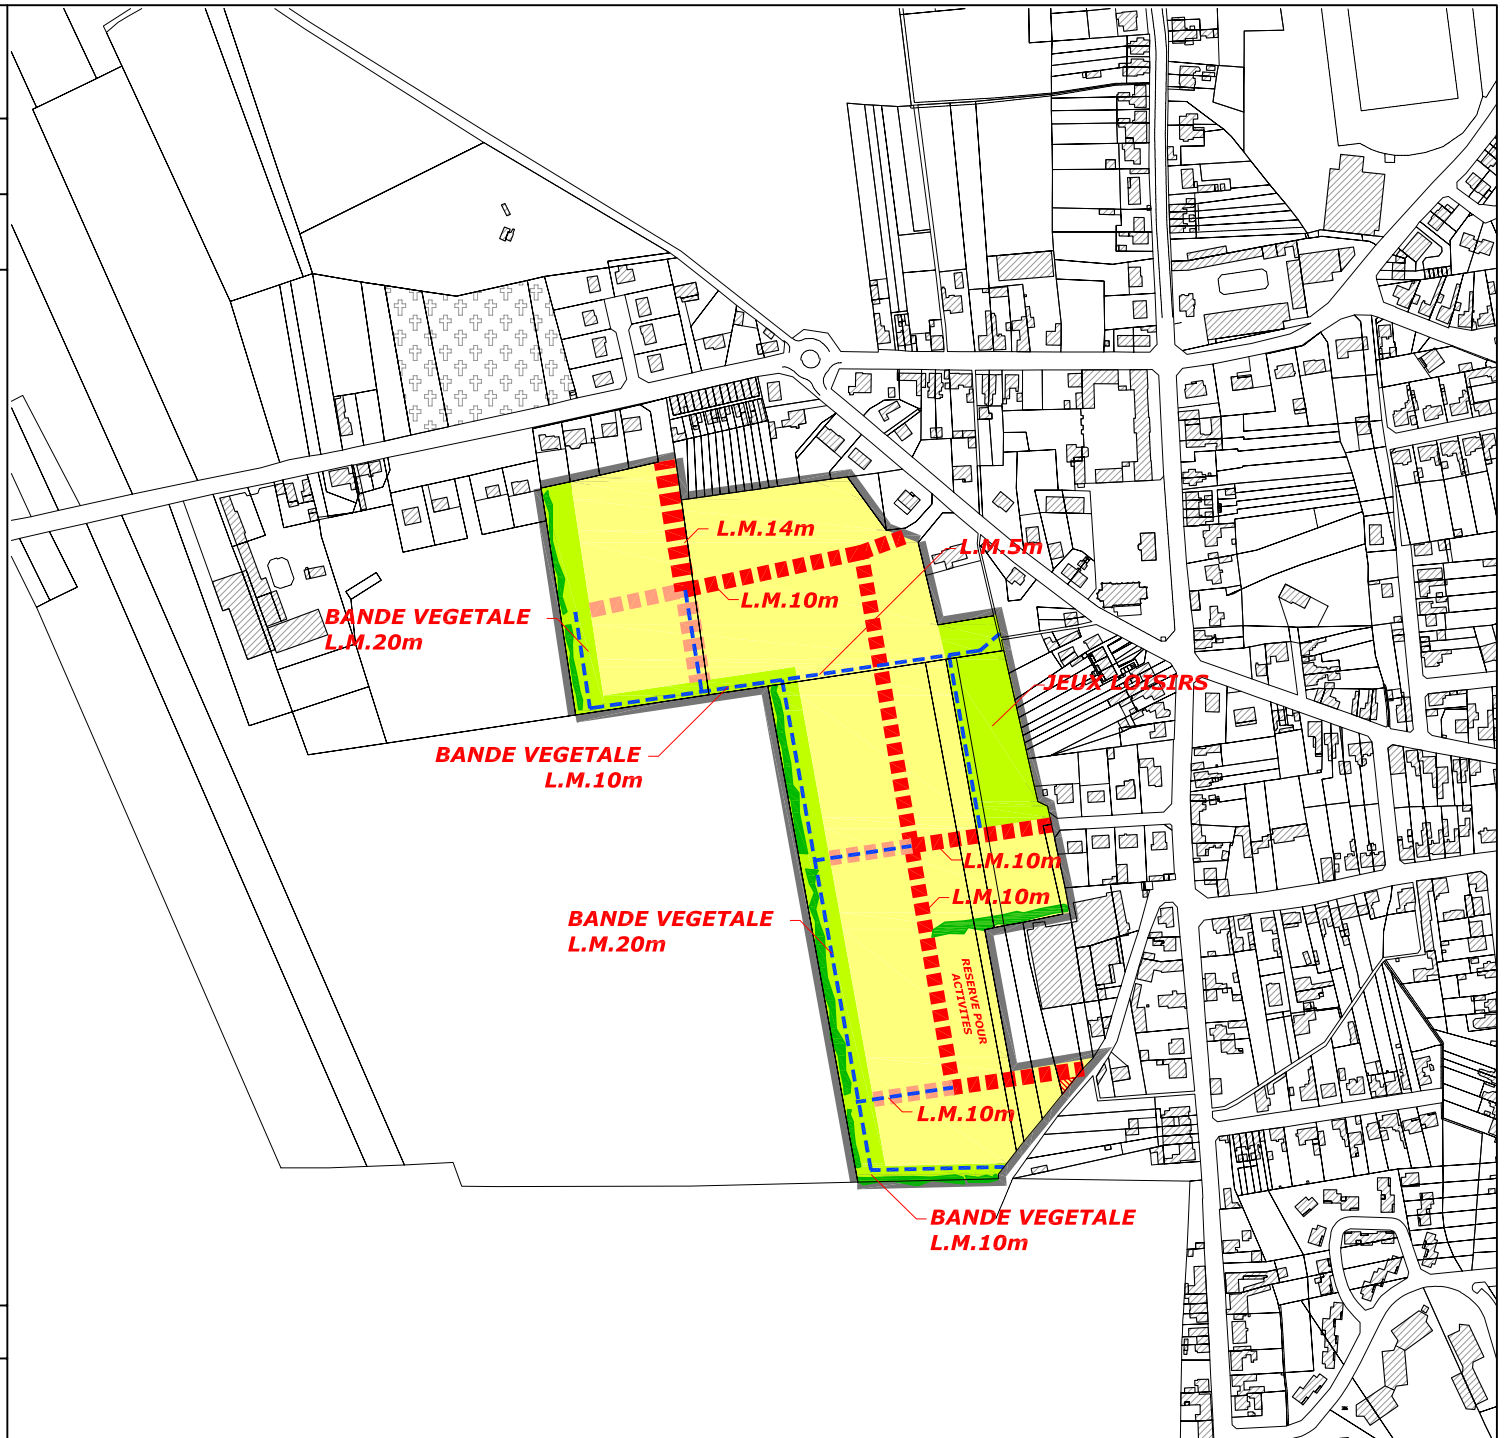 L.M.14m
L.M.5m
L.M.10m
BANDE VEGETALE
L.M.20m
JEUX LOISIRS
BANDE VEGETALE
L.M.10m
L.M.10m
L.M.10m
BANDE VEGETALE
L.M.20m
RESERVE POUR
ACTIVITES
L.M.10m
BANDE VEGETALE
L.M.10m